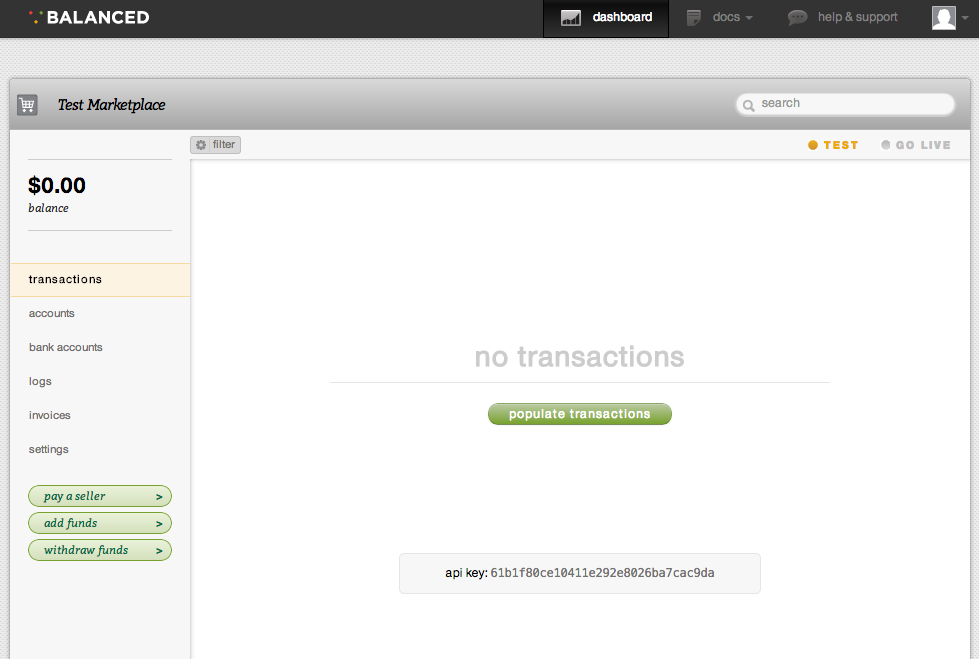 BALANCED
dashboard
docs
help & support
Test Marketplace
search
filter
TEST
GO LIVE
$0.00
balance
transactions
accounts
bank accounts
logs
invoices
settings
pay a seller >
add funds >
withdraw funds >
no transactions
populate transactions
api key: 61b1f80ce10411e292e8026ba7cac9da